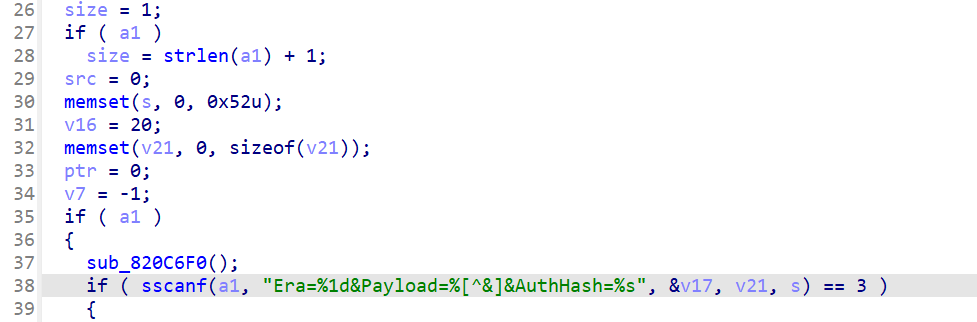 26 size = 1;
27 if ( a1 )
28 size = strlen(a1) + 1;
29 src = 0;
30 memset(s, 0, 0x52u);
31 v16 = 20;
32 memset(v21, 0, sizeof(v21));
33 ptr = 0;
34 v7 = -1;
35 if ( a1 )
36 {
37 sub_820C6F0();
38 if ( sscanf(a1, "Era=%1d&Payload=%[^&]&AuthHash=%s", &v17, v21, s) == 3 )
39 {